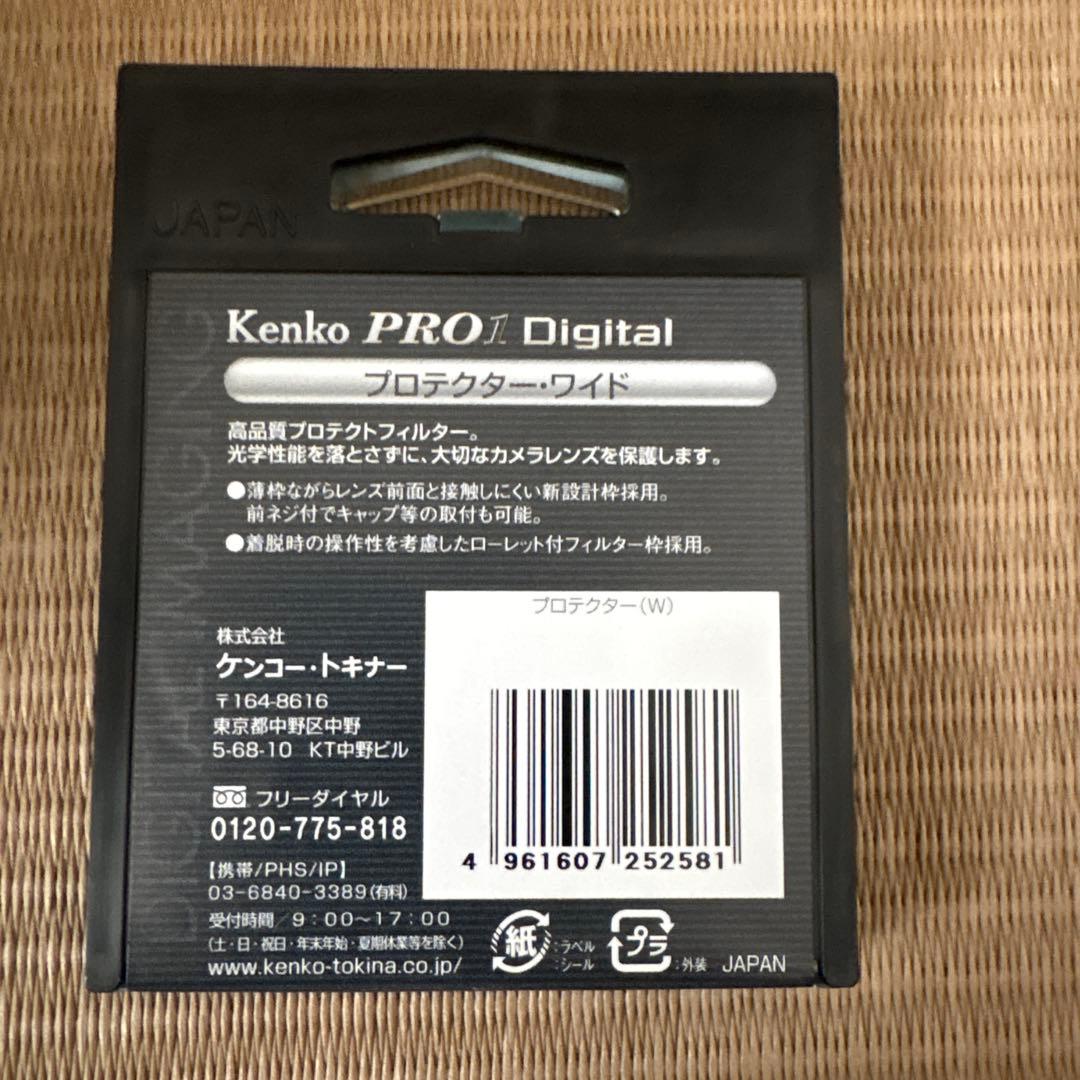 JAPAN
Kenko PRO1 Digital
プロテクター・ワイド
高品質プロテクトフィルター。
光学性能を落とさずに、大切なカメラレンズを保護します。
●薄枠ながらレンズ前面と接触しにくい新設計枠採用。
前ネジ付でキャップ等の取付も可能。
●着脱時の操作性を考慮したローレット付フィルター枠採用。
DIGITAL IMAGING
プロテクター(W)
株式会社
ケンコー・トキナー
〒164-8616
東京都中野区中野
5-68-10 KT中野ビル
フリーダイヤル
0120-775-818
【携帯/PHS/IP】
03-6840-3389(有料)
受付時間/9:00~17:00
(土・日・祝日・年末年始・夏期休業等を除く)
www.kenko-tokina.co.jp/
4 961607 252581
紙
:ラベル
:シール
プラ
:外装
JAPAN